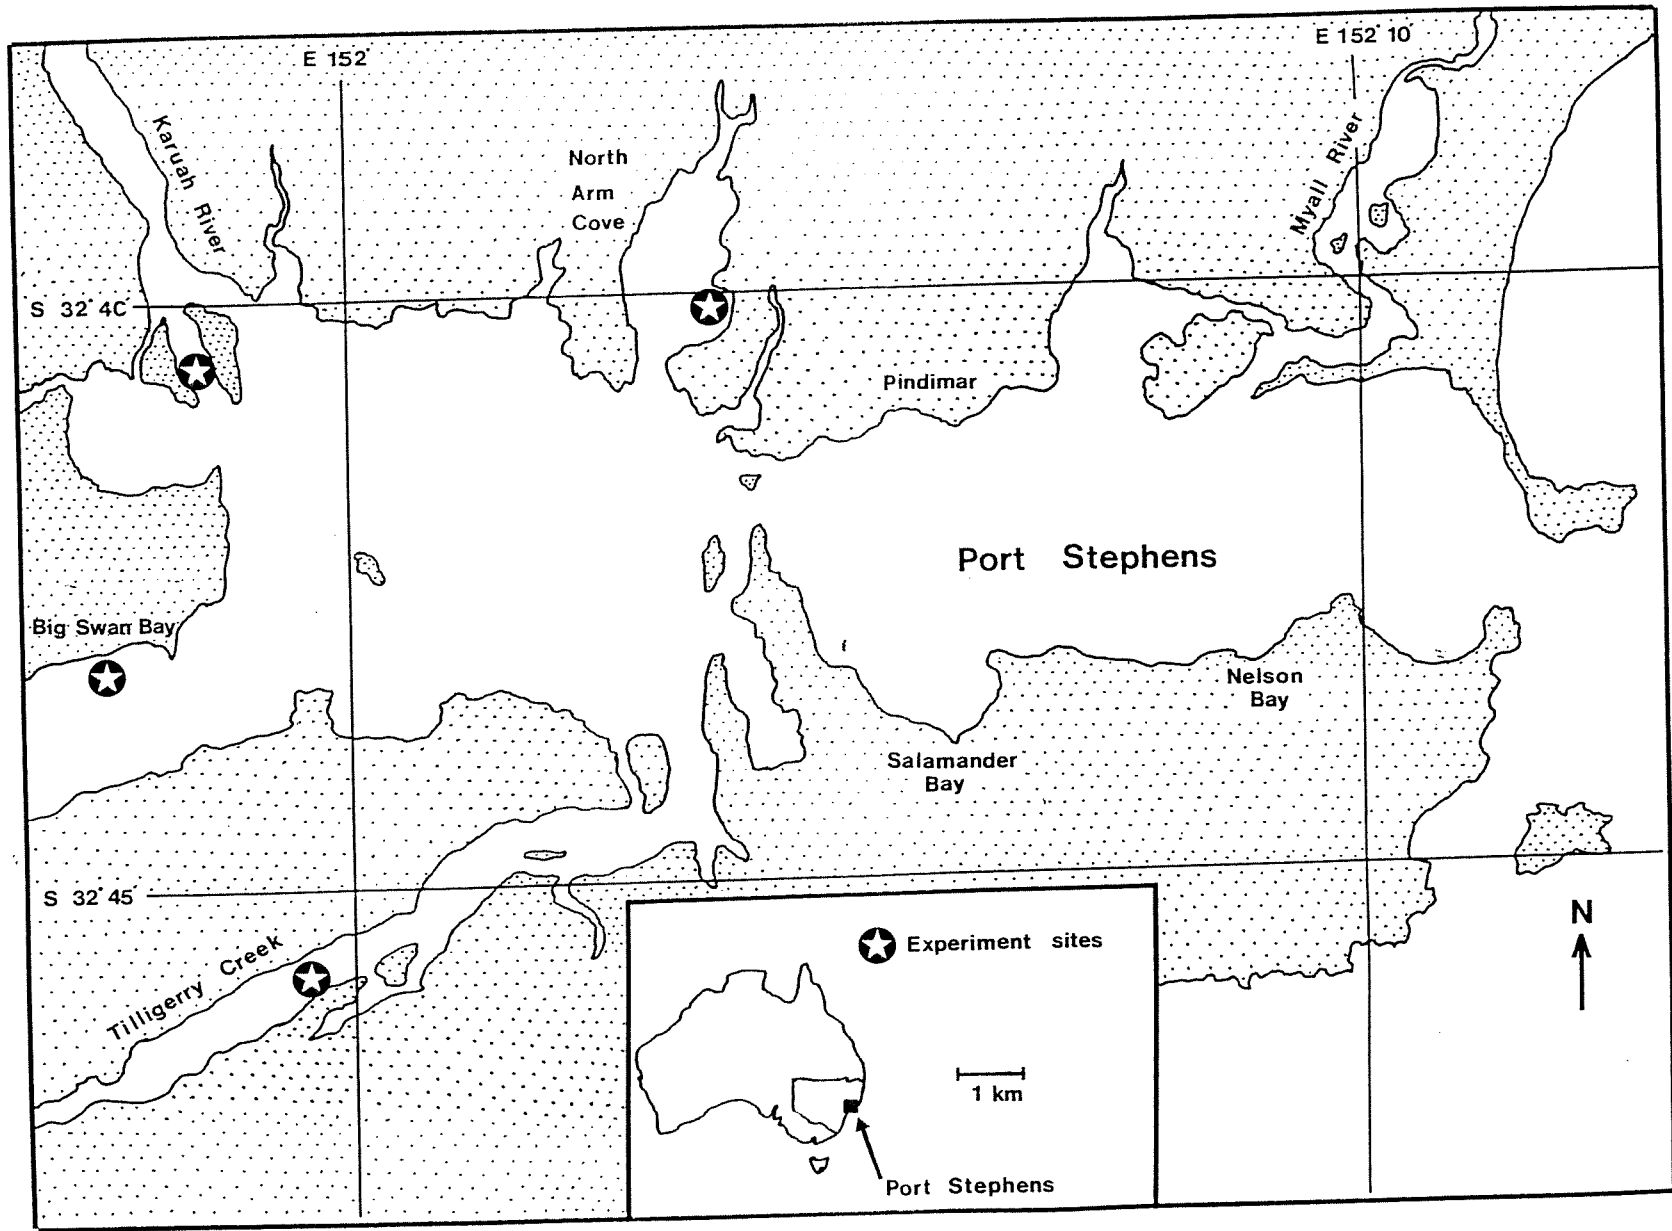 E 152°
E 152° 10'
Karuah River
North
Arm
Cove
Myall River
S 32° 4C
Pindimar
Port Stephens
Big Swan Bay
Nelson
Bay
Salamander
Bay
S 32° 45'
N
Experiment sites
Tilligerry Creek
1 km
Port Stephens